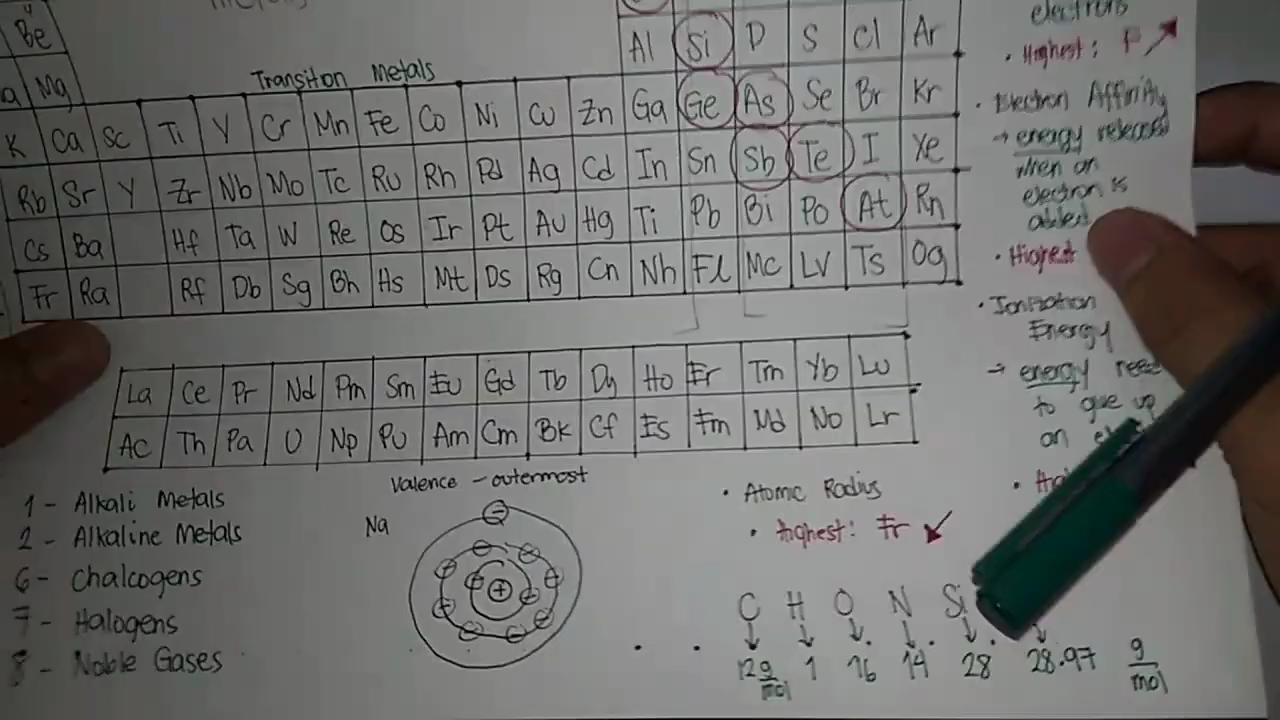 electrons
• Highest: F
Be
Al Si P S Cl Ar
Mg
Transition Metals
K Ca Sc Ti Y Cr Mn Fe Co Ni Cu Zn Ga Ge As Se Br Kr
• Electron Affinity
→ energy released
when an
electron is
added
• Highest
Rb Sr Y Zr Nb Mo Tc Ru Rh Pd Ag Cd In Sn Sb Te I Xe
Cs Ba Hf Ta W Re Os Ir Pt Au Hg Ti Pb Bi Po At Rn
Fr Ra Rf Db Sg Bh Hs Mt Ds Rg Cn Nh Fl Mc Lv Ts Og
• Ionization
Energy
→ energy
to give up
an
La Ce Pr Nd Pm Sm Eu Gd Tb Dy Ho Er Tm Yb Lu
Ac Th Pa U Np Pu Am Cm Bk Cf Es Fm Md No Lr
1 - Alkali Metals
2 - Alkaline Metals
6 - Chalcogens
7 - Halogens
8 - Noble Gases
Valence - outermost
Na
+
• Atomic Radius
• highest: Fr
C H O N Si
12 g/mol 1 16 14 28 28.97 g/mol